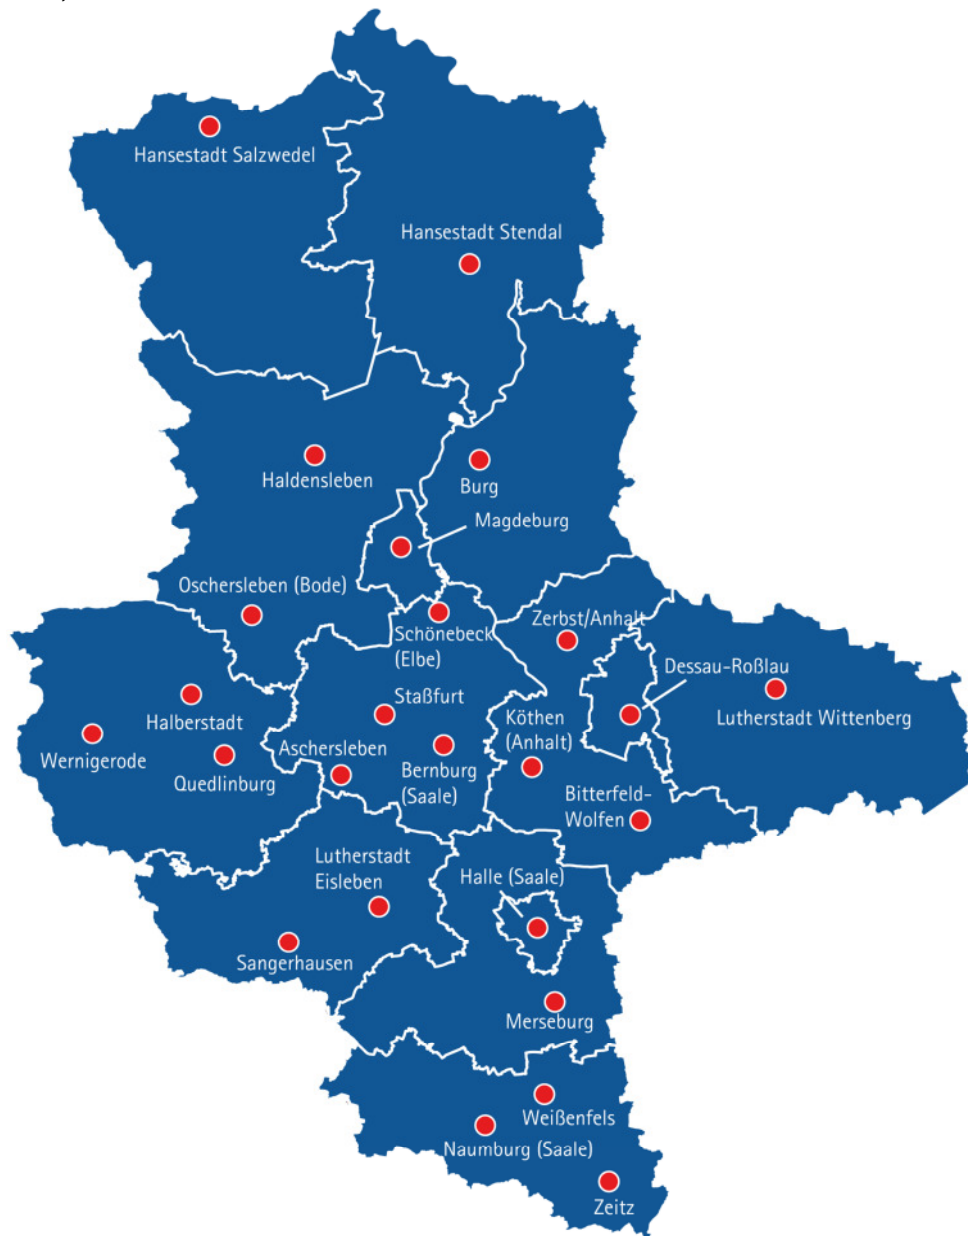 Hansestadt Salzwedel
Hansestadt Stendal
Haldensleben
Burg
Magdeburg
Oschersleben (Bode)
Schönebeck
(Elbe)
Zerbst/Anhalt
Dessau-Roßlau
Halberstadt
Staßfurt
Köthen
(Anhalt)
Lutherstadt Wittenberg
Wernigerode
Quedlinburg
Aschersleben
Bernburg
(Saale)
Bitterfeld-
Wolfen
Lutherstadt
Eisleben
Halle (Saale)
Sangerhausen
Merseburg
Weißenfels
Naumburg (Saale)
Zeitz